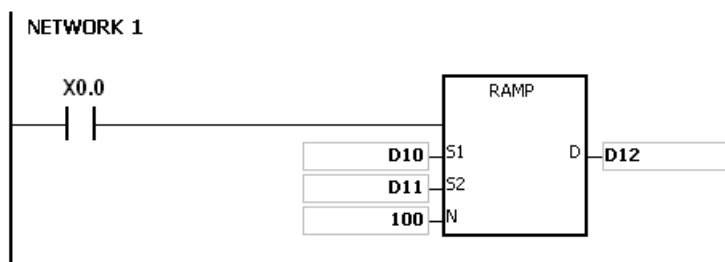 NETWORK 1
X0.0
RAMP
D10 S1 D D12
D11 S2
100 N